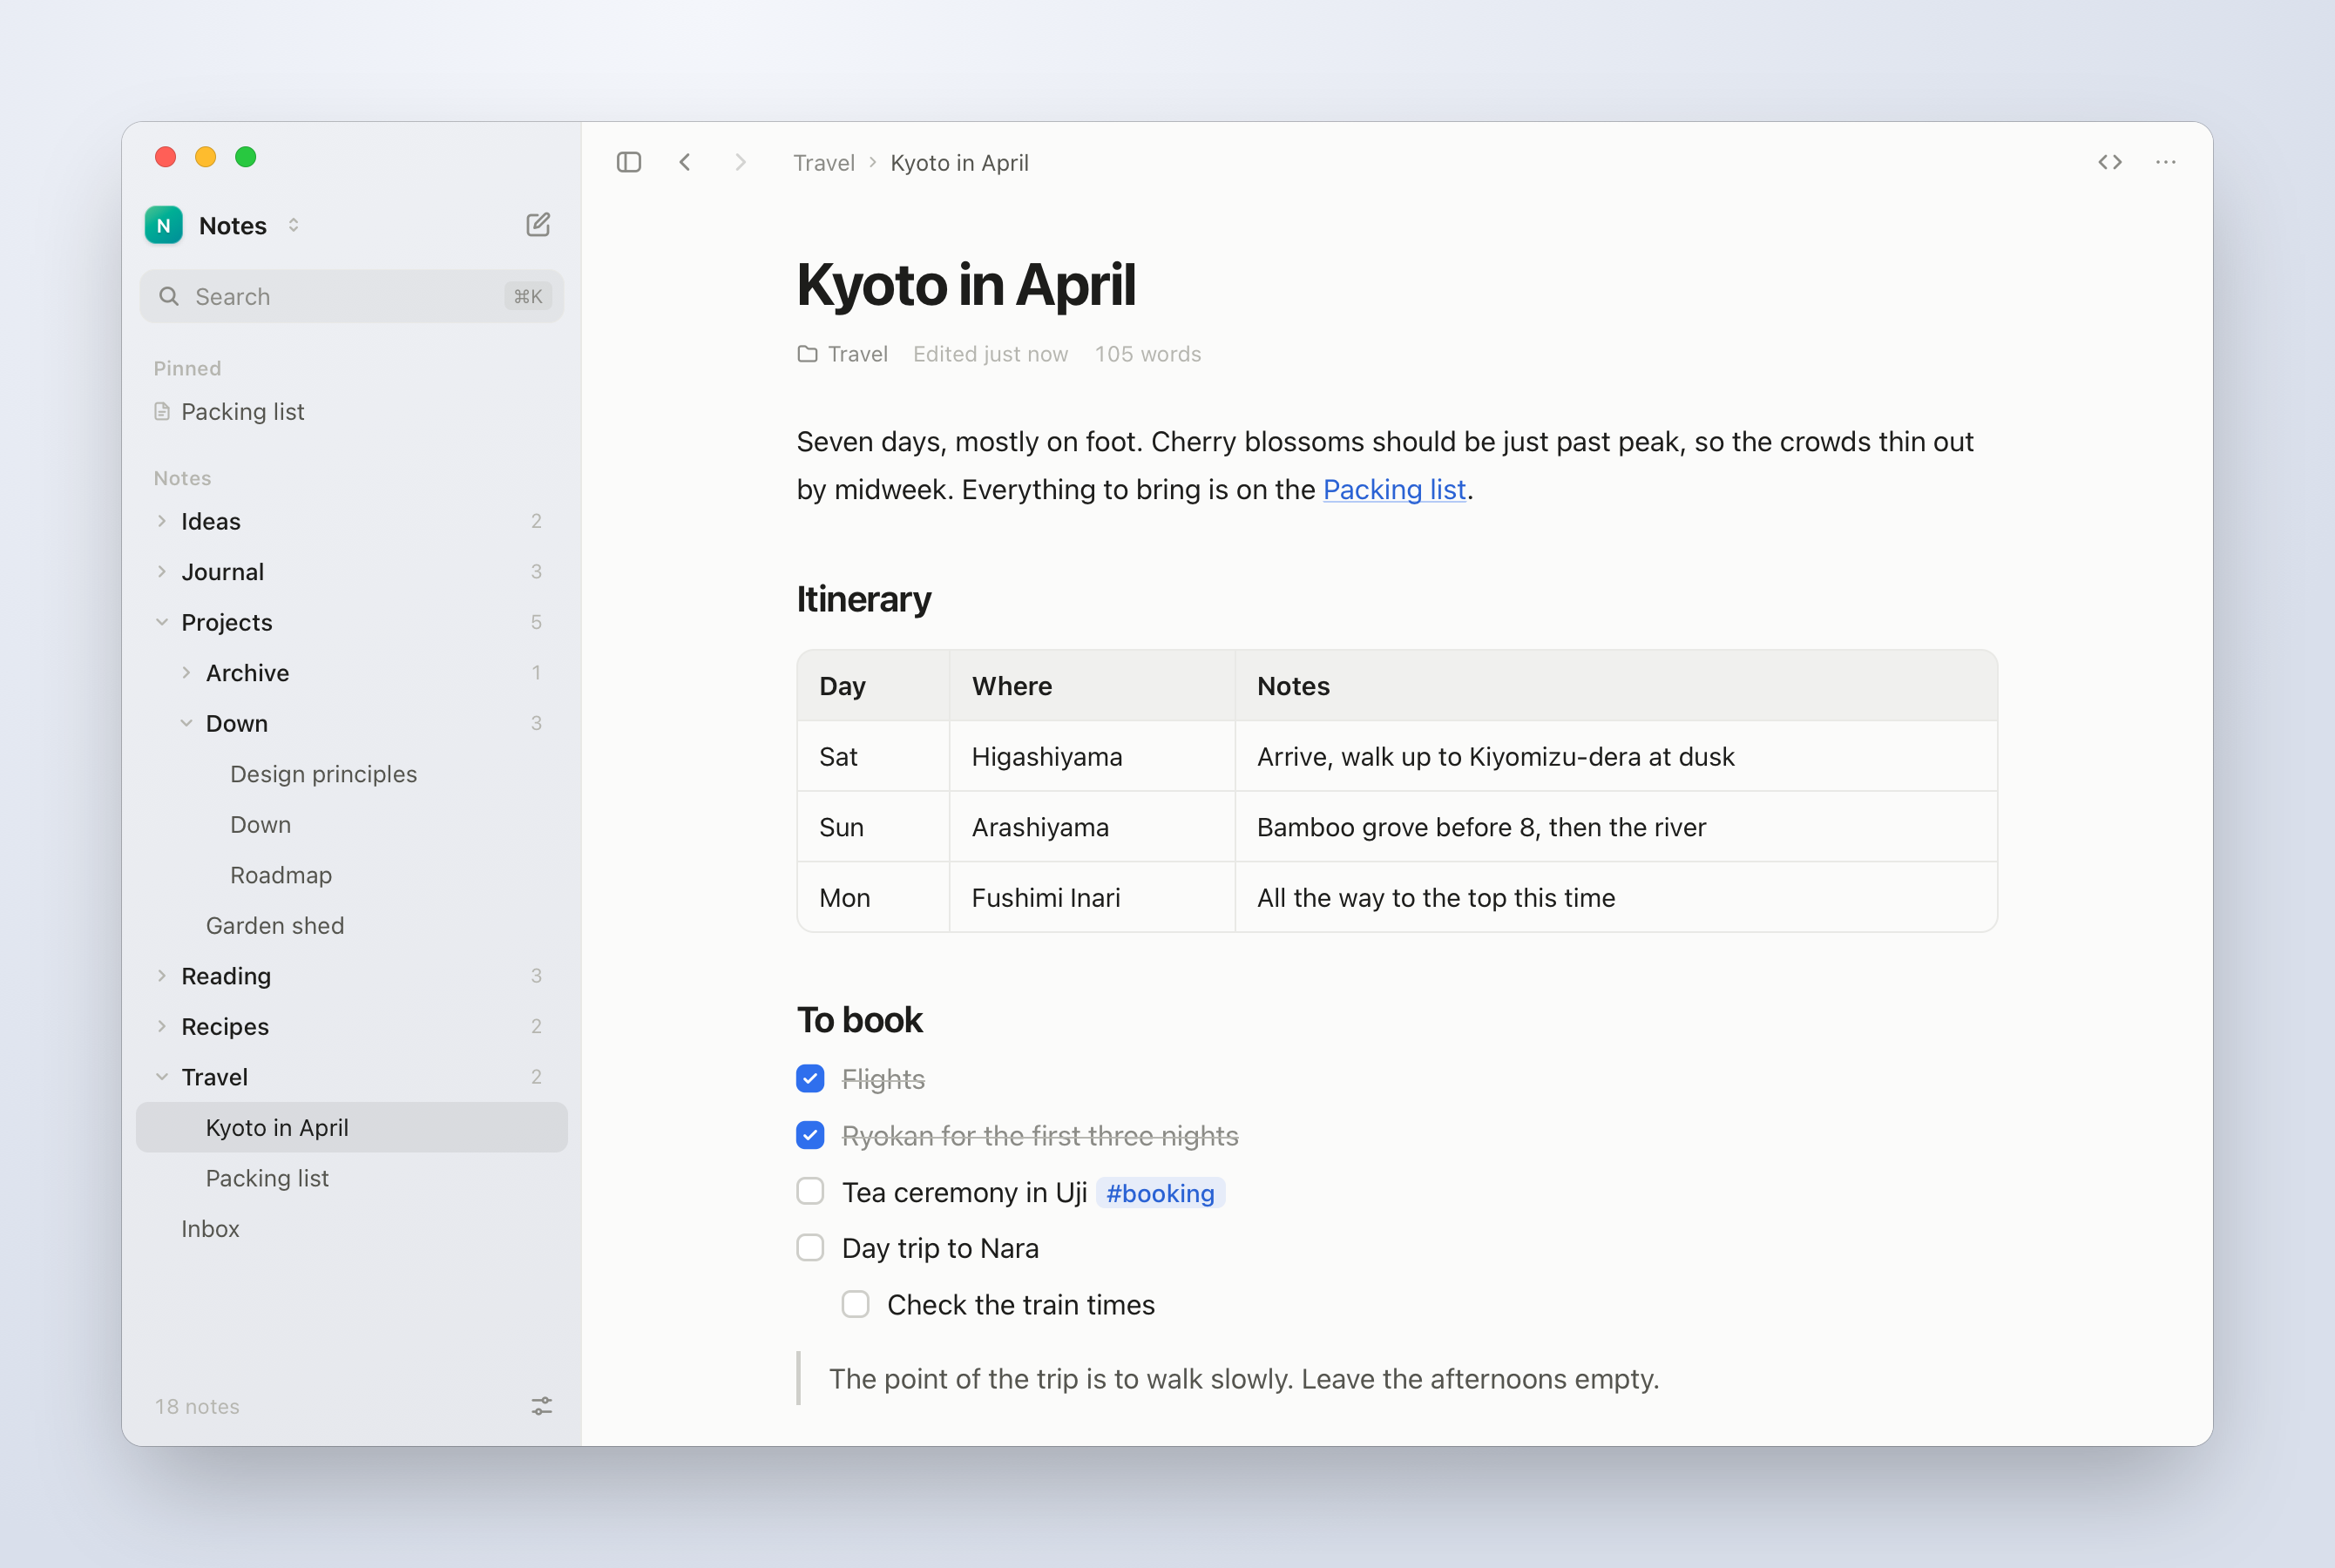 N Notes
Search ⌘K
Pinned
Packing list
Notes
Ideas 2
Journal 3
Projects 5
Archive 1
Down 3
Design principles
Down
Roadmap
Garden shed
Reading 3
Recipes 2
Travel 2
Kyoto in April
Packing list
Inbox
18 notes
Travel › Kyoto in April
Kyoto in April
Travel Edited just now 105 words
Seven days, mostly on foot. Cherry blossoms should be just past peak, so the crowds thin out
by midweek. Everything to bring is on the Packing list.
Itinerary
Day Where Notes
Sat Higashiyama Arrive, walk up to Kiyomizu-dera at dusk
Sun Arashiyama Bamboo grove before 8, then the river
Mon Fushimi Inari All the way to the top this time
To book
Flights
Ryokan for the first three nights
Tea ceremony in Uji #booking
Day trip to Nara
Check the train times
The point of the trip is to walk slowly. Leave the afternoons empty.